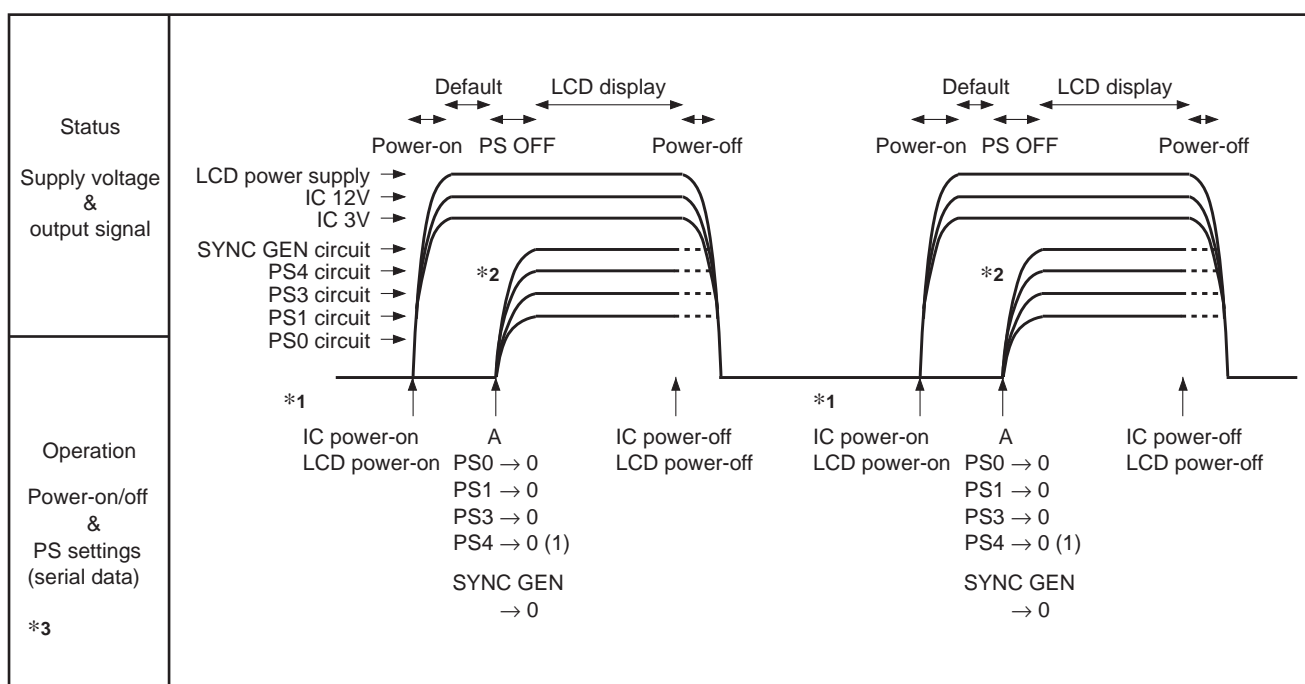 Status
Supply voltage
&
output signal
Default LCD display Default LCD display
Power-on PS OFF Power-off Power-on PS OFF Power-off
LCD power supply
IC 12V
IC 3V
SYNC GEN circuit
PS4 circuit
PS3 circuit
PS1 circuit
PS0 circuit
*2 *2
Operation
Power-on/off
&
PS settings
(serial data)
*3
*1 *1
IC power-on A IC power-off IC power-on A IC power-off
LCD power-on PS0 → 0 LCD power-off LCD power-on PS0 → 0 LCD power-off
PS1 → 0 PS1 → 0
PS3 → 0 PS3 → 0
PS4 → 0 (1) PS4 → 0 (1)
SYNC GEN SYNC GEN
→ 0 → 0